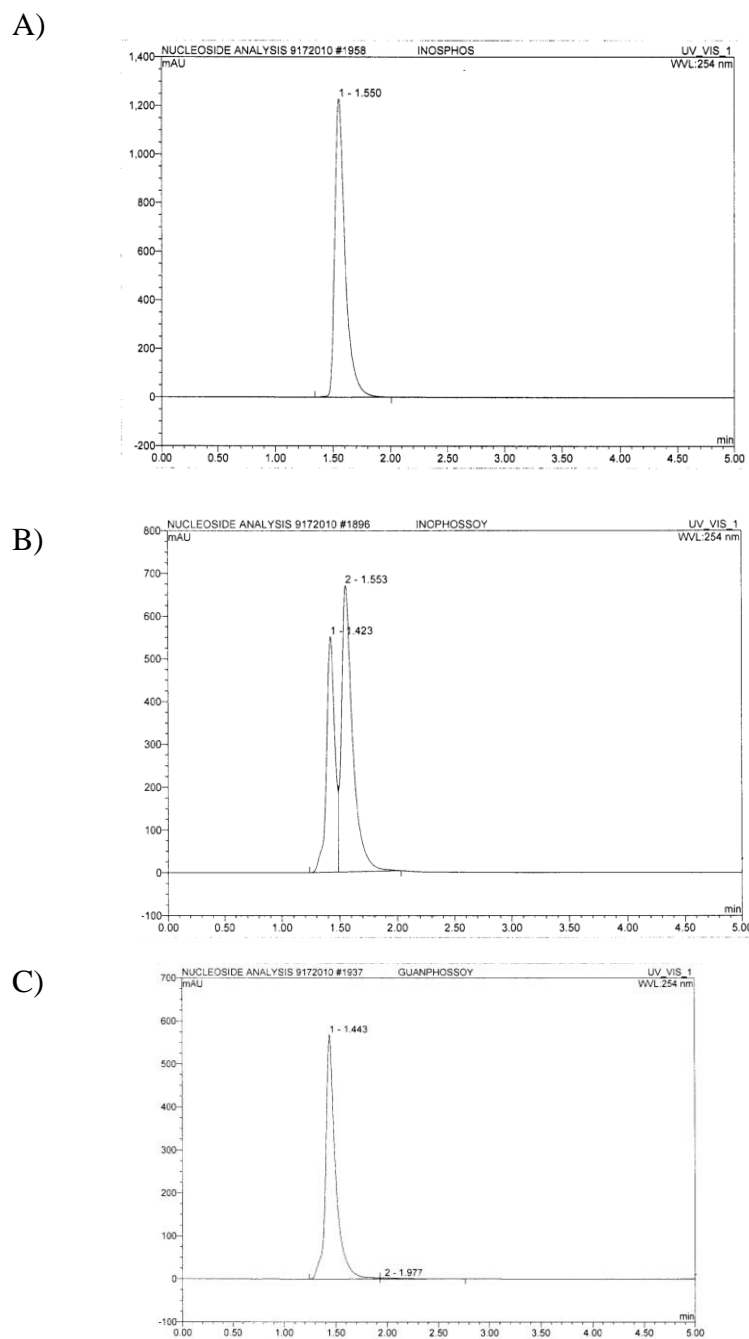 A)
NUCLEOSIDE ANALYSIS 9172010 #1958 INOSPHOS UV_VIS_1
mAU WVL:254 nm
1,400
1,200
1,000
800
600
400
200
0
-200
1 - 1.550
min
0.00 0.50 1.00 1.50 2.00 2.50 3.00 3.50 4.00 4.50 5.00
B)
NUCLEOSIDE ANALYSIS 9172010 #1896 INOPHOSSOY UV_VIS_1
mAU WVL:254 nm
800
700
600
500
400
300
200
100
0
-100
2 - 1.553
1 - 1.423
min
0.00 0.50 1.00 1.50 2.00 2.50 3.00 3.50 4.00 4.50 5.00
C)
NUCLEOSIDE ANALYSIS 9172010 #1937 GUANPHOSSOY UV_VIS_1
mAU WVL:254 nm
700
600
500
400
300
200
100
0
-100
1 - 1.443
2 - 1.977
min
0.00 0.50 1.00 1.50 2.00 2.50 3.00 3.50 4.00 4.50 5.00